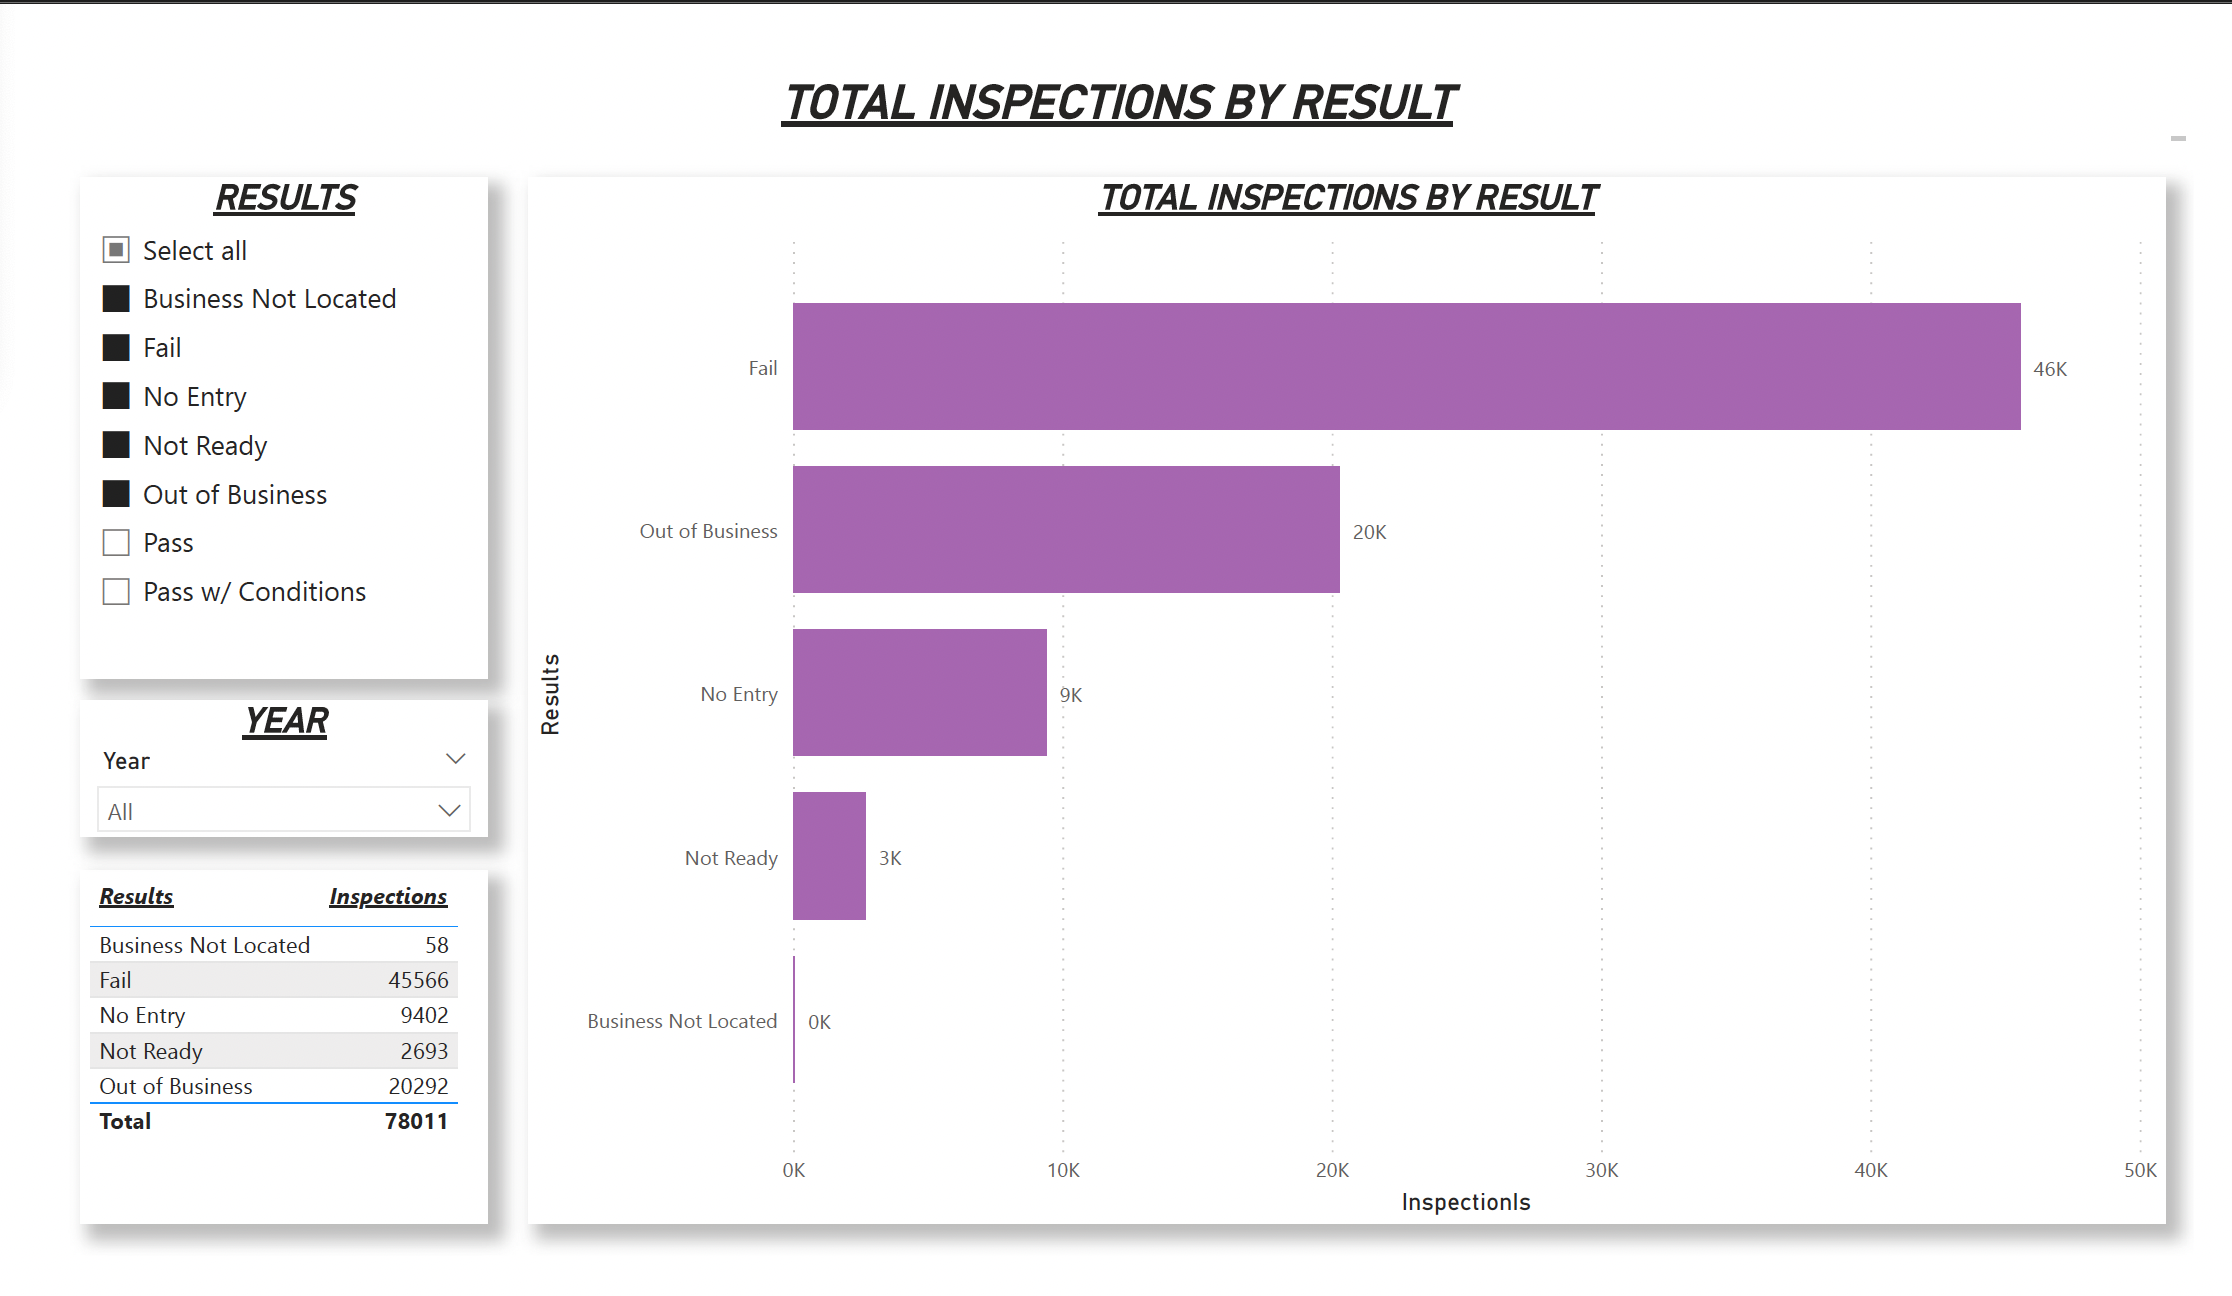 TOTAL INSPECTIONS BY RESULT
RESULTS
Select all
Business Not Located
Fail
No Entry
Not Ready
Out of Business
Pass
Pass w/ Conditions
YEAR
Year
All
Results Inspections
Business Not Located 58
Fail 45566
No Entry 9402
Not Ready 2693
Out of Business 20292
Total 78011
TOTAL INSPECTIONS BY RESULT
Results
Fail 46K
Out of Business 20K
No Entry 9K
Not Ready 3K
Business Not Located 0K
0K 10K 20K 30K 40K 50K
Inspectionls